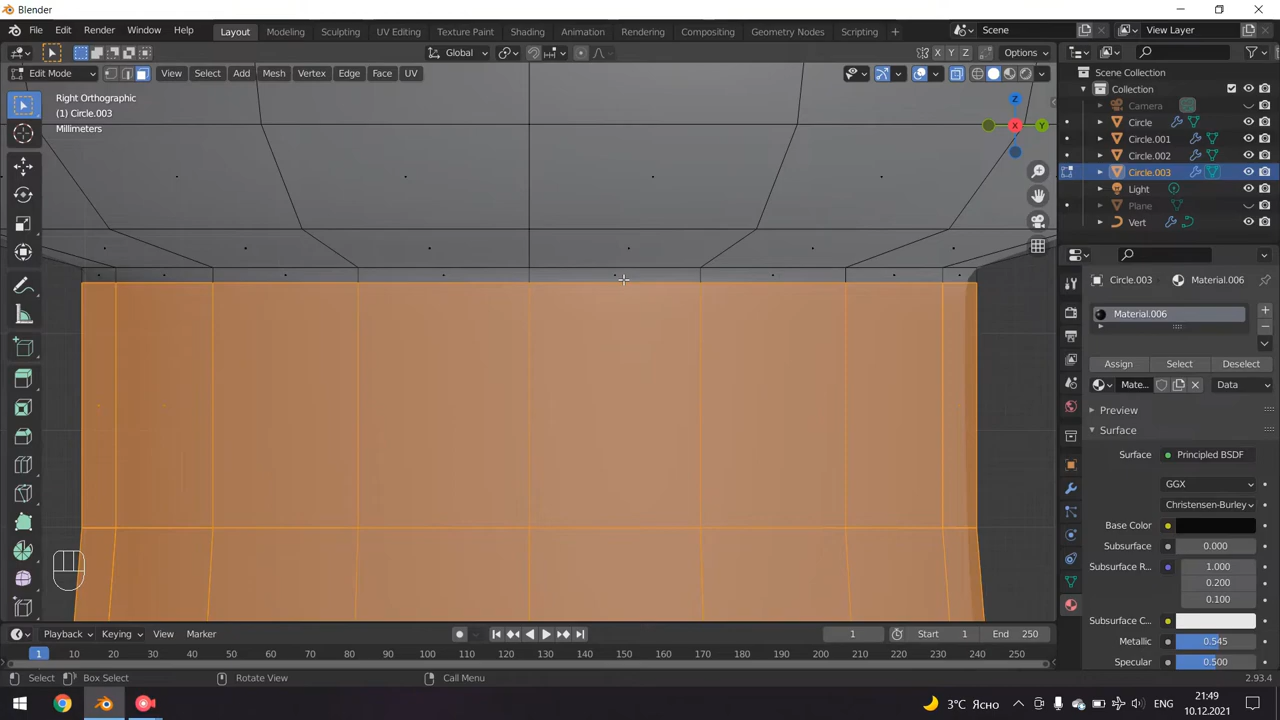 Blender
File Edit Render Window Help Layout Modeling Sculpting UV Editing Texture Paint Shading Animation Rendering Compositing Geometry Nodes Scripting + Scene View Layer
Global X Y Z Options
Edit Mode View Select Add Mesh Vertex Edge Face UV
Right Orthographic
(1) Circle.003
Millimeters
Z
X
Y
Scene Collection
Collection
Camera
Circle
Circle.001
Circle.002
Circle.003
Light
Plane
Vert
Circle.003 Material.006
Material.006
Assign Select Deselect
Mate... Data
Preview
Surface
Surface Principled BSDF
GGX
Christensen-Burley
Base Color
Subsurface 0.000
Subsurface R... 1.000
0.200
0.100
Subsurface C...
Metallic 0.545
Specular 0.500
Playback Keying View Marker 1 Start 1 End 250
1 10 20 30 40 50 60 70 80 90 100 110 120 130 140 150 160 170 180 190 200 210 220 230 240 250
Select Box Select Rotate View Call Menu 2.93.4
3°C Ясно ENG 21:49
10.12.2021